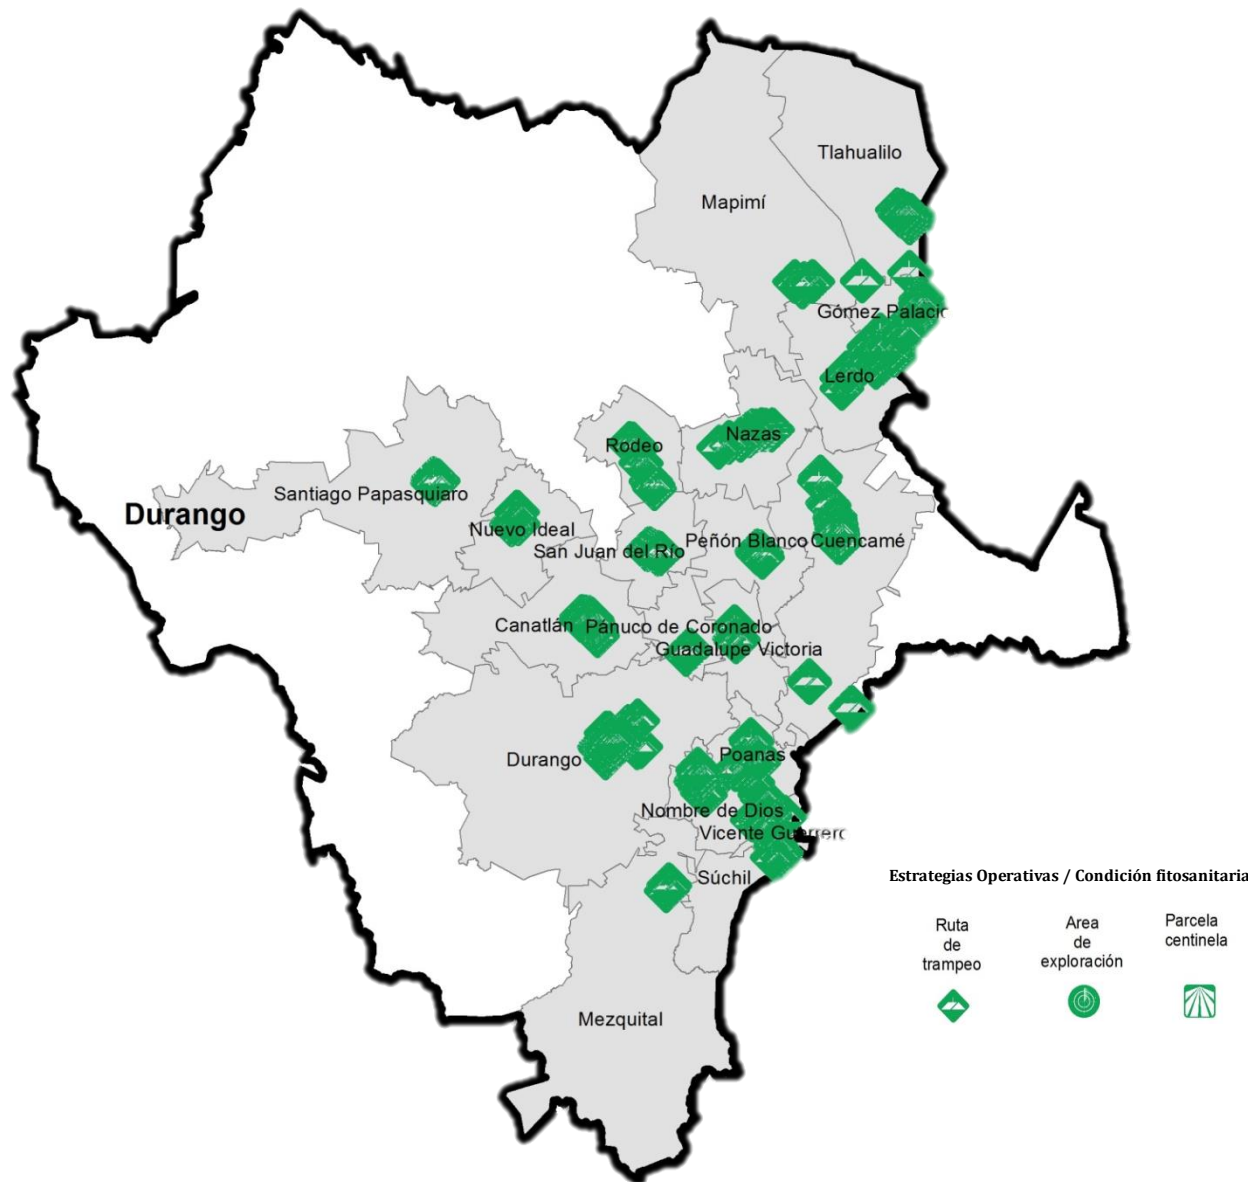 Tlahualilo
Mapimí
Gómez Palacio
Lerdo
Nazas
Rodeo
Santiago Papasquiaro
Durango
Nuevo Ideal
San Juan del Río
Peñón Blanco
Cuencamé
Canatlán
Pánuco de Coronado
Guadalupe Victoria
Durango
Poanas
Nombre de Dios
Vicente Guerrero
Súchil
Mezquital
Estrategias Operativas / Condición fitosanitaria
Ruta
de
trampeo
Area
de
exploración
Parcela
centinela